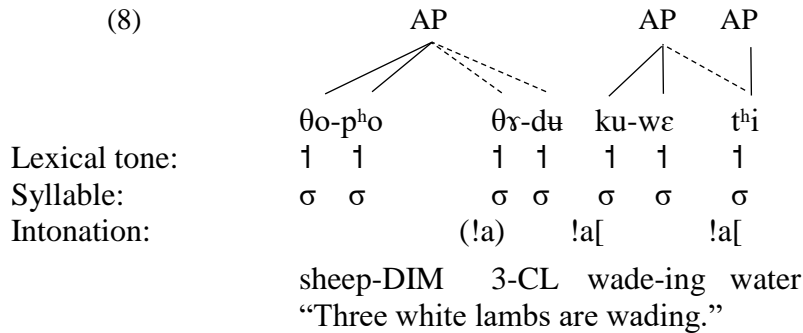 (8) AP AP AP
θo-pʰo θɤ-dʉ ku-wɛ tʰi
Lexical tone: ˦ ˦ ˦ ˦ ˦ ˦ ˦
Syllable: σ σ σ σ σ σ σ
Intonation: (!a) !a[ !a[
sheep-DIM 3-CL wade-ing water
“Three white lambs are wading.”